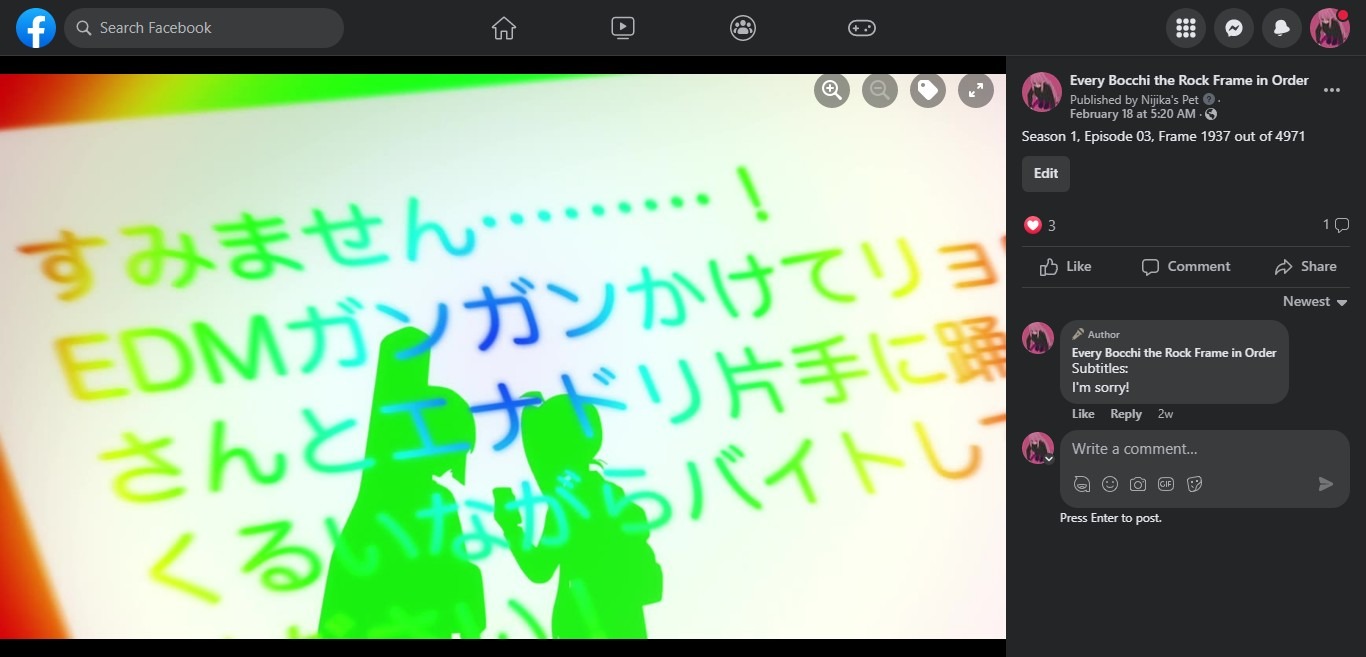 Search Facebook
すみません………！
EDMガンガンかけてリョ
さんとエナドリ片手に踊
くるいながらバイトして
Every Bocchi the Rock Frame in Order
Published by Nijika's Pet ·
February 18 at 5:20 AM ·
Season 1, Episode 03, Frame 1937 out of 4971
Edit
3
1
Like Comment Share
Newest
Author
Every Bocchi the Rock Frame in Order
Subtitles:
I'm sorry!
Like Reply 2w
Write a comment…
GIF
Press Enter to post.